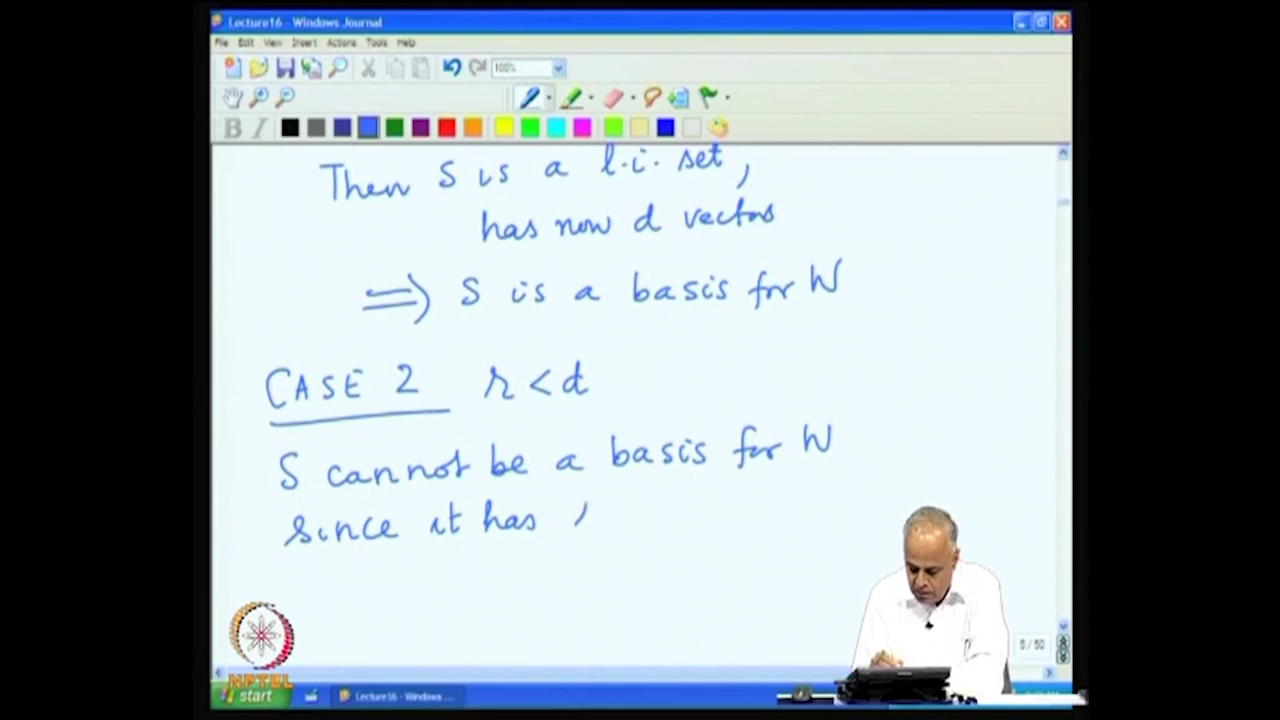 Lecture16 - Windows Journal
File Edit View Insert Actions Tools Help
100%
B I
Then S is a l.i. set,
has now d vectors
⟹ S is a basis for W
CASE 2 r < d
S cannot be a basis for W
since it has
5 / 50
NPTEL
start Lecture16 - Windows ...